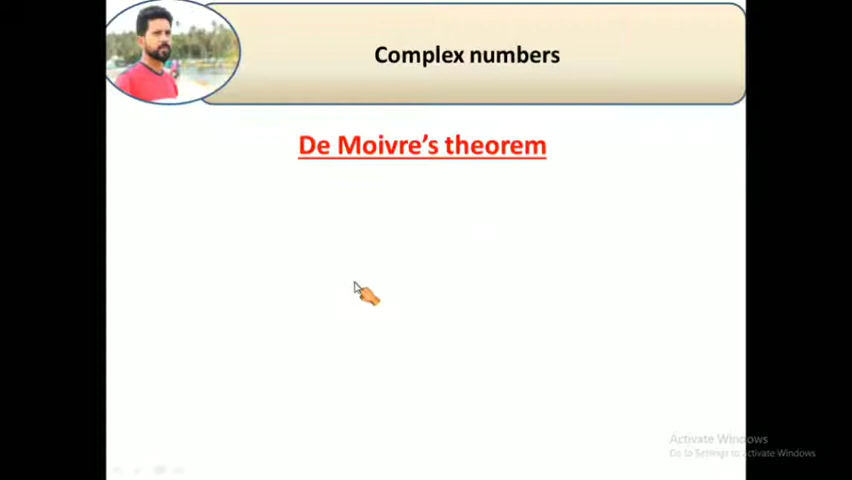 Complex numbers
De Moivre's theorem
Activate Windows
Go to Settings to Activate Windows.